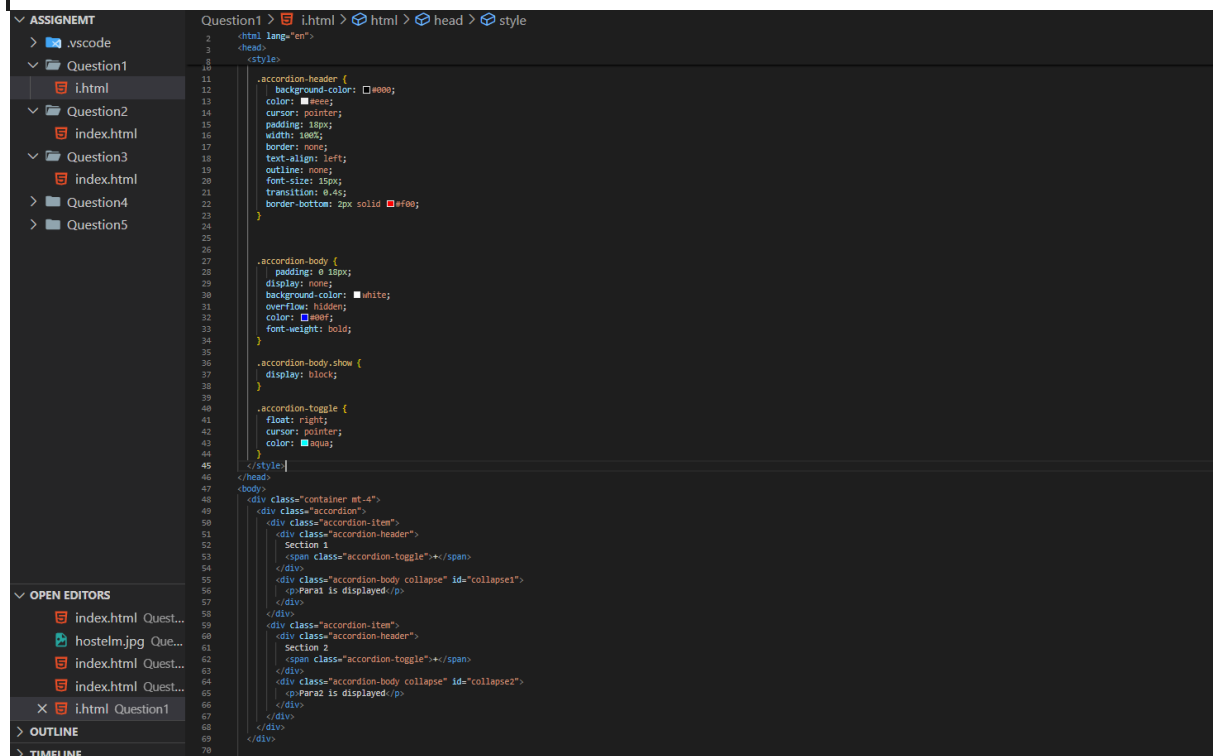 ASSIGNEMT
.vscode
Question1
i.html
Question2
index.html
Question3
index.html
Question4
Question5
OPEN EDITORS
index.html Quest...
hostelm.jpg Que...
index.html Quest...
index.html Quest...
i.html Question1
OUTLINE
TIMELINE
Question1 > i.html > html > head > style
2 <html lang="en">
3 <head>
8 <style>
10
11 .accordion-header {
12 background-color: #000;
13 color: #eee;
14 cursor: pointer;
15 padding: 18px;
16 width: 100%;
17 border: none;
18 text-align: left;
19 outline: none;
20 font-size: 15px;
21 transition: 0.4s;
22 border-bottom: 2px solid #f00;
23 }
24
25
26
27 .accordion-body {
28 padding: 0 18px;
29 display: none;
30 background-color: white;
31 overflow: hidden;
32 color: #00f;
33 font-weight: bold;
34 }
35
36 .accordion-body.show {
37 display: block;
38 }
39
40 .accordion-toggle {
41 float: right;
42 cursor: pointer;
43 color: aqua;
44 }
45 </style>
46 </head>
47 <body>
48 <div class="container mt-4">
49 <div class="accordion">
50 <div class="accordion-item">
51 <div class="accordion-header">
52 Section 1
53 <span class="accordion-toggle">+</span>
54 </div>
55 <div class="accordion-body collapse" id="collapse1">
56 <p>Para1 is displayed</p>
57 </div>
58 </div>
59 <div class="accordion-item">
60 <div class="accordion-header">
61 Section 2
62 <span class="accordion-toggle">+</span>
63 </div>
64 <div class="accordion-body collapse" id="collapse2">
65 <p>Para2 is displayed</p>
66 </div>
67 </div>
68 </div>
69 </div>
70